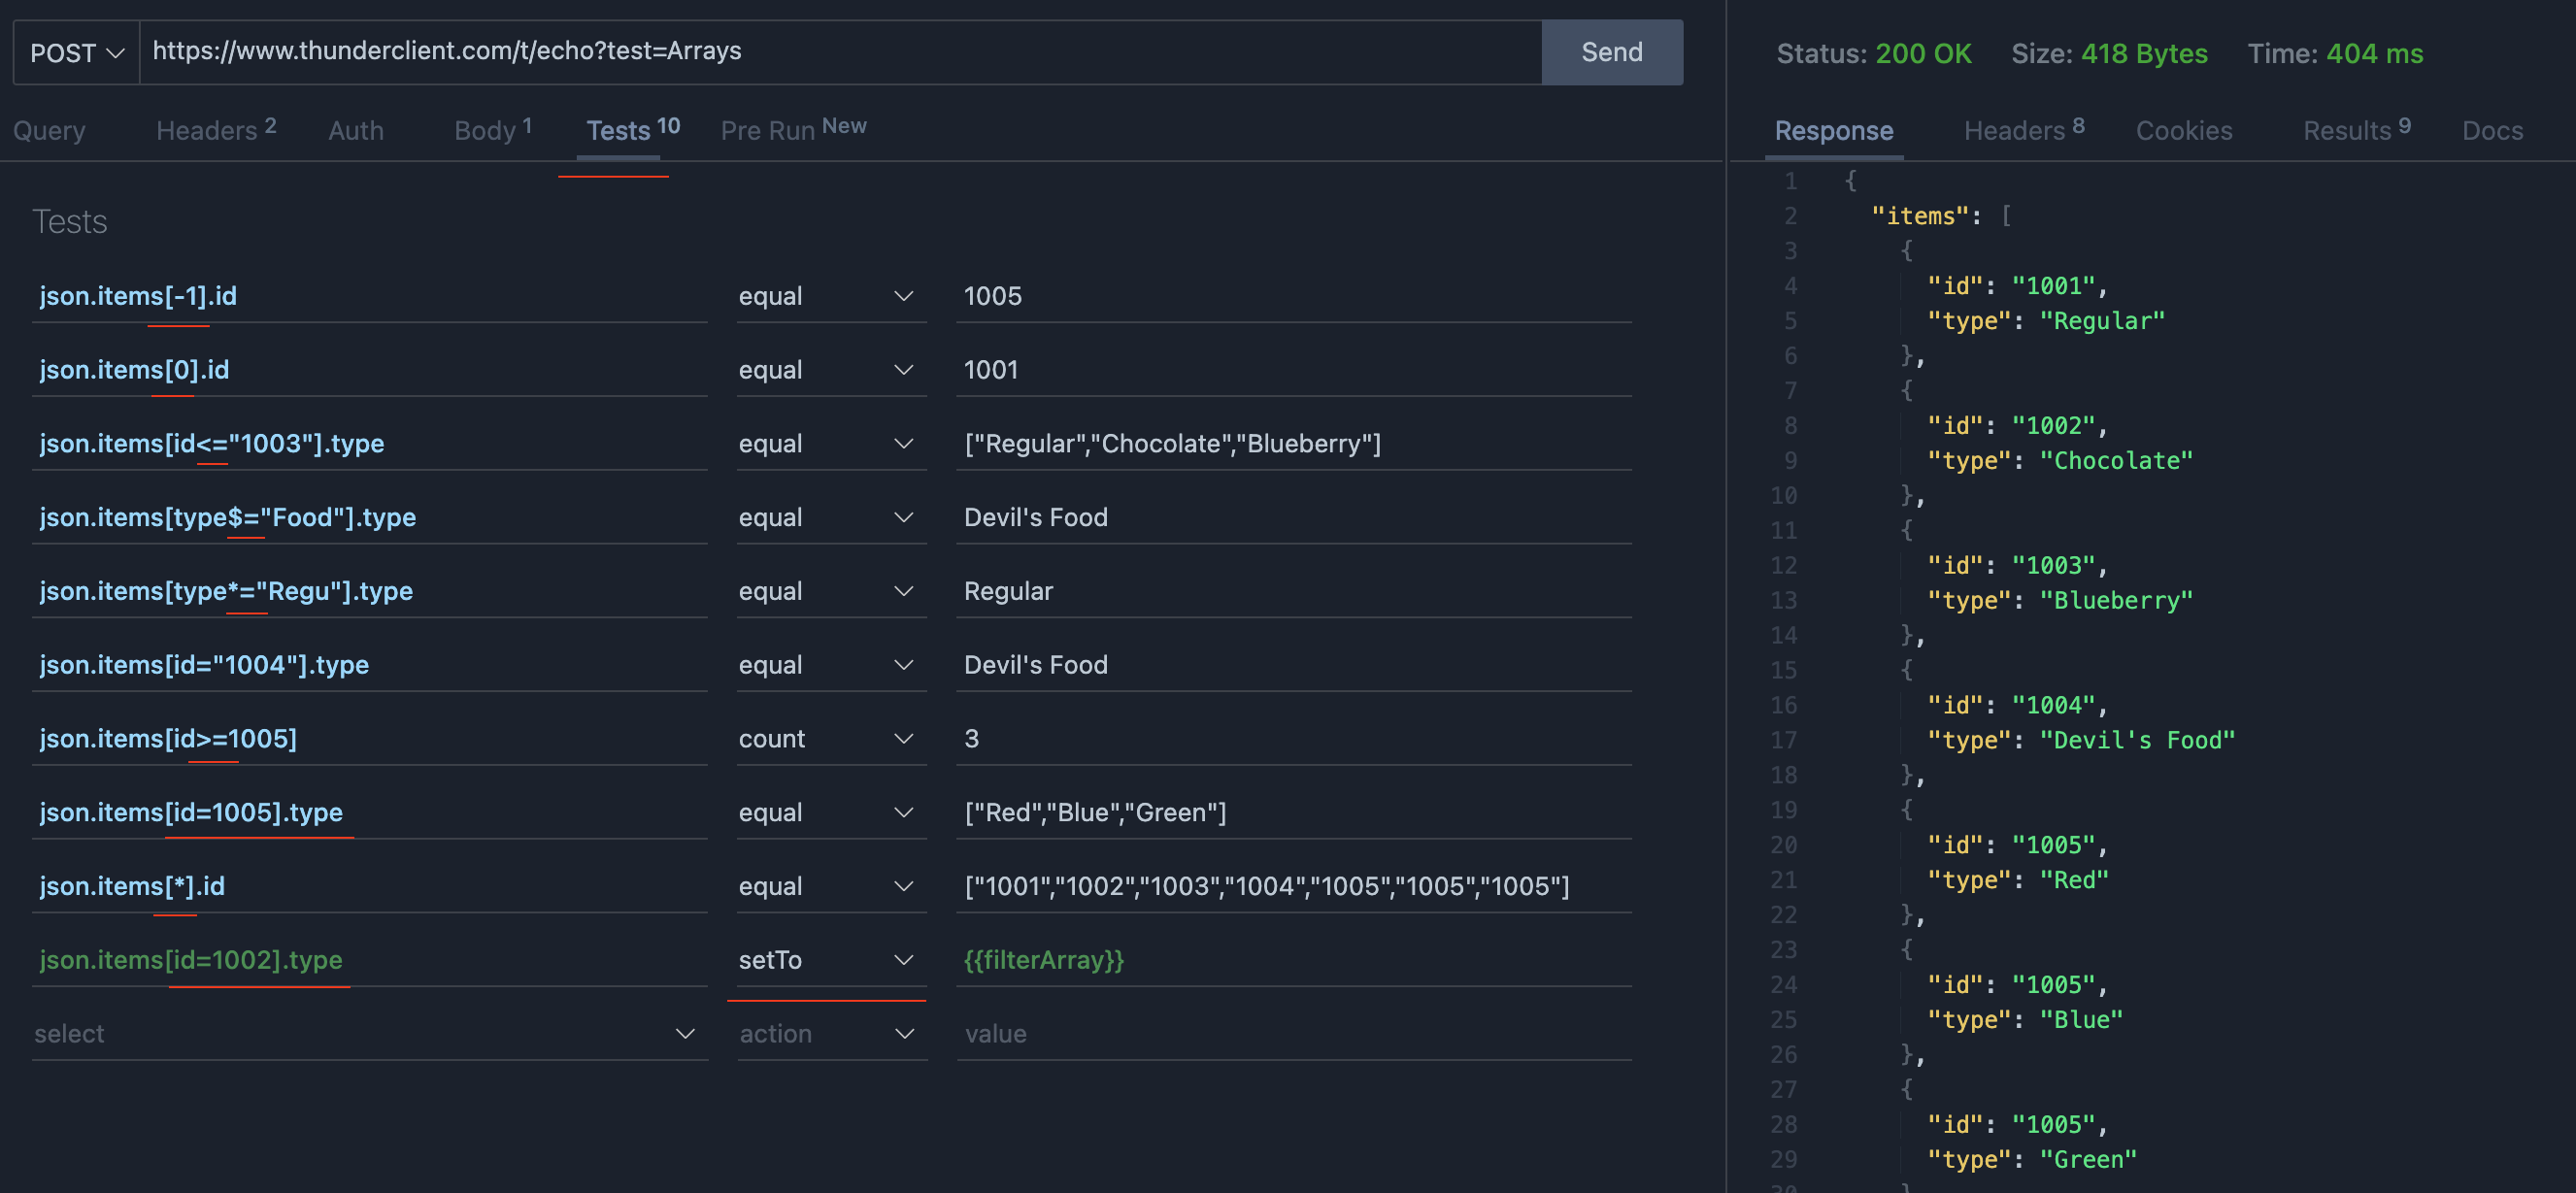 POST https://www.thunderclient.com/t/echo?test=Arrays Send
Query Headers 2 Auth Body 1 Tests 10 Pre Run New
Tests
json.items[-1].id equal 1005
json.items[0].id equal 1001
json.items[id<="1003"].type equal ["Regular","Chocolate","Blueberry"]
json.items[type$="Food"].type equal Devil's Food
json.items[type*="Regu"].type equal Regular
json.items[id="1004"].type equal Devil's Food
json.items[id>=1005] count 3
json.items[id=1005].type equal ["Red","Blue","Green"]
json.items[*].id equal ["1001","1002","1003","1004","1005","1005","1005"]
json.items[id=1002].type setTo {{filterArray}}
select action value
Status: 200 OK Size: 418 Bytes Time: 404 ms
Response Headers 8 Cookies Results 9 Docs
1 {
2 "items": [
3 {
4 "id": "1001",
5 "type": "Regular"
6 },
7 {
8 "id": "1002",
9 "type": "Chocolate"
10 },
11 {
12 "id": "1003",
13 "type": "Blueberry"
14 },
15 {
16 "id": "1004",
17 "type": "Devil's Food"
18 },
19 {
20 "id": "1005",
21 "type": "Red"
22 },
23 {
24 "id": "1005",
25 "type": "Blue"
26 },
27 {
28 "id": "1005",
29 "type": "Green"